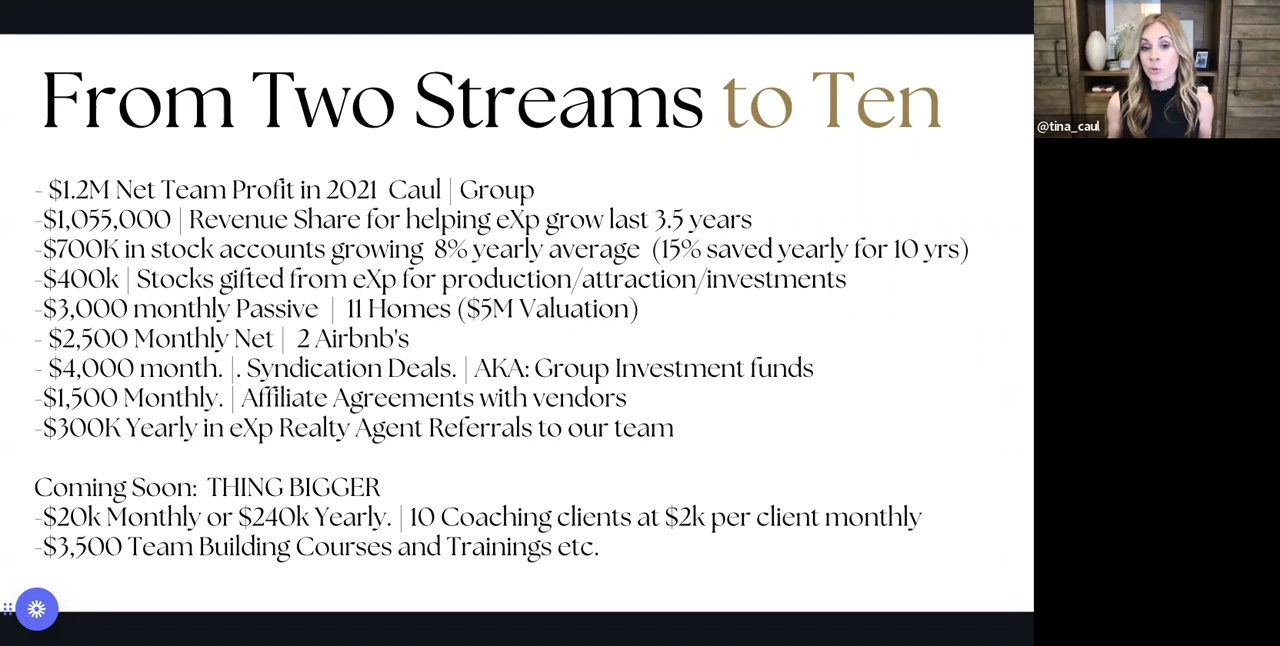 From Two Streams to Ten
- $1.2M Net Team Profit in 2021  Caul | Group
-$1,055,000 | Revenue Share for helping eXp grow last 3.5 years
-$700K in stock accounts growing  8% yearly average  (15% saved yearly for 10 yrs)
-$400k | Stocks gifted from eXp for production/attraction/investments
-$3,000 monthly Passive  |  11 Homes ($5M Valuation)
- $2,500 Monthly Net |  2 Airbnb's
- $4,000 month. |. Syndication Deals. | AKA: Group Investment funds
-$1,500 Monthly. | Affiliate Agreements with vendors
-$300K Yearly in eXp Realty Agent Referrals to our team
Coming Soon:  THING BIGGER
-$20k Monthly or $240k Yearly. | 10 Coaching clients at $2k per client monthly
-$3,500 Team Building Courses and Trainings etc.
@tina_caul